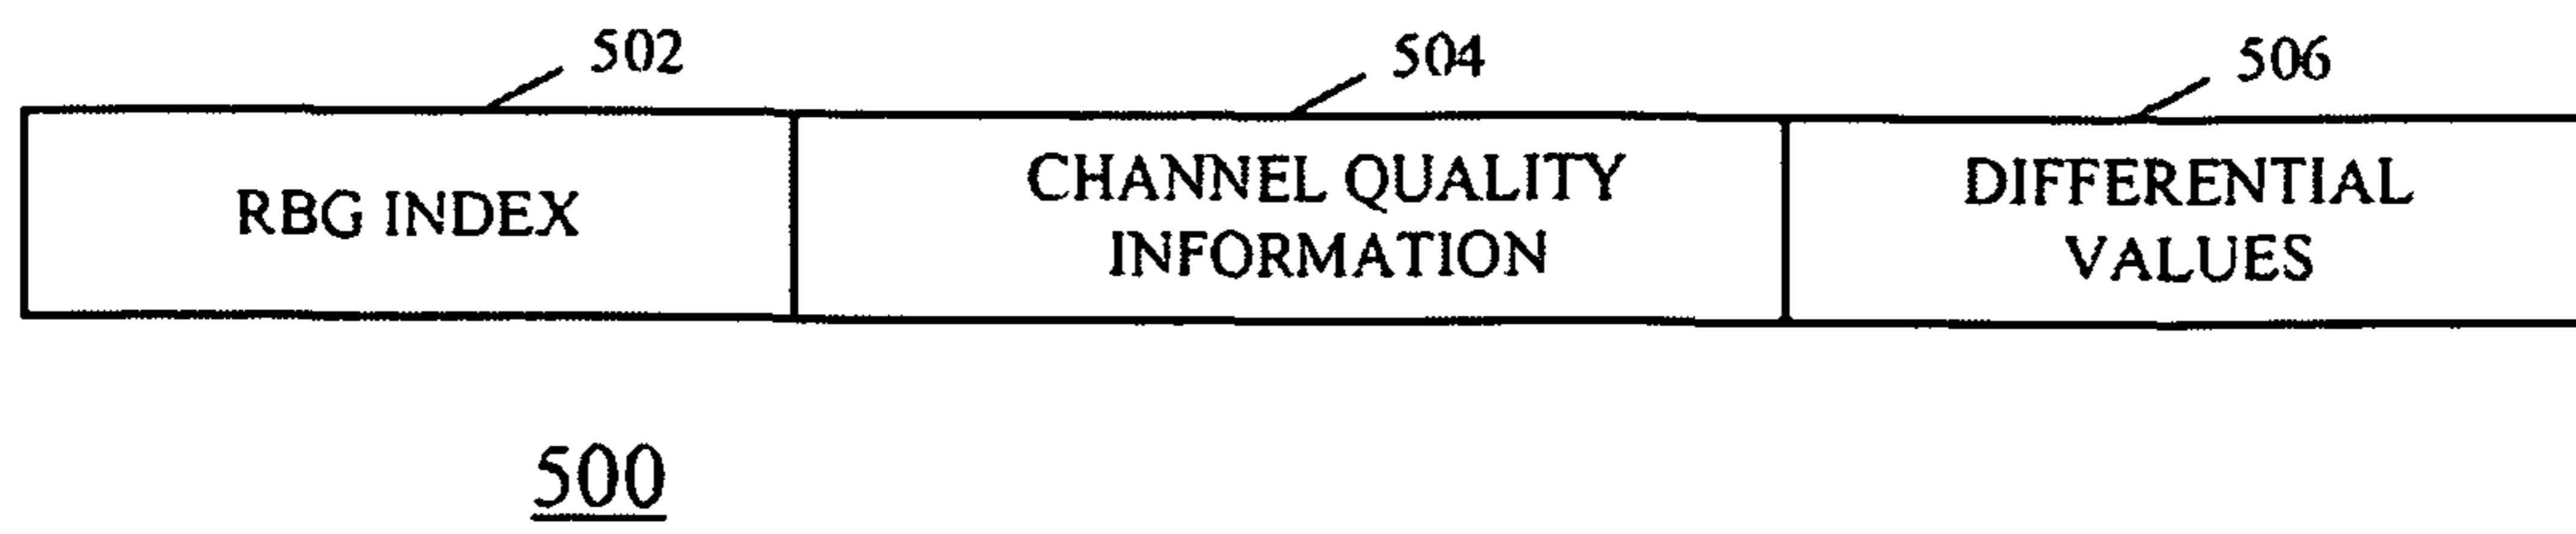 502
504
506
RBG INDEX
CHANNEL QUALITY
INFORMATION
DIFFERENTIAL
VALUES
500